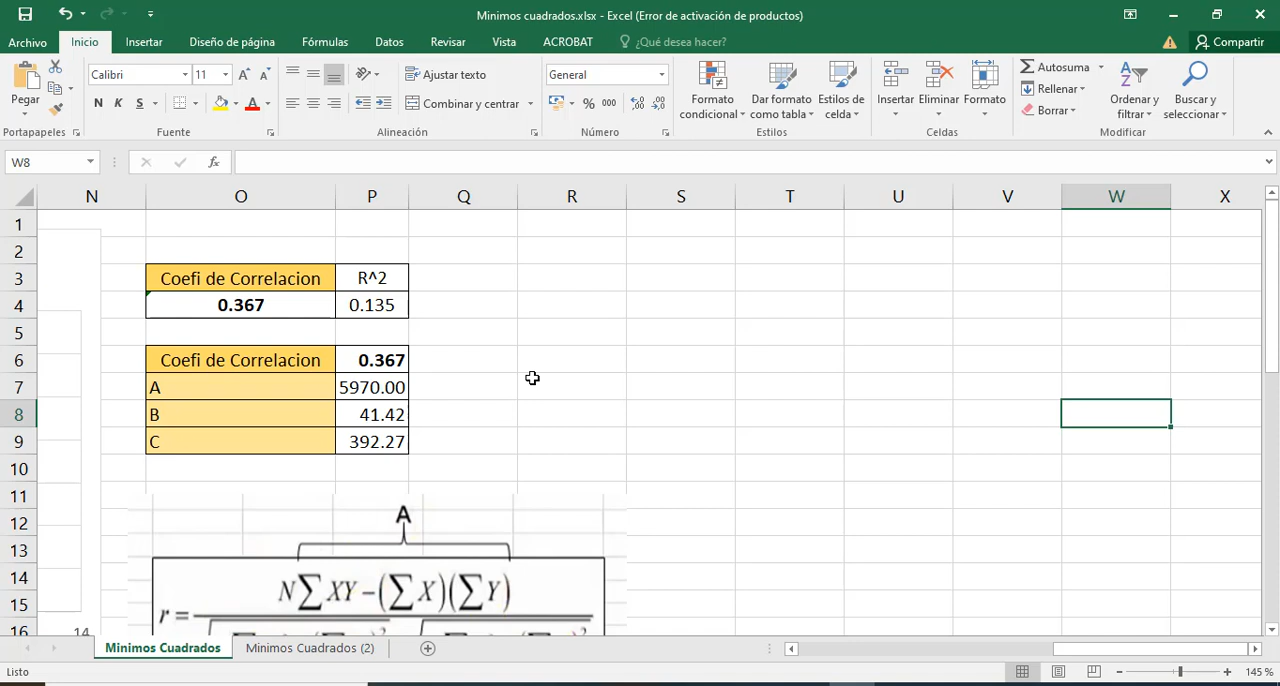 Minimos cuadrados.xlsx - Excel (Error de activación de productos)
Archivo Inicio Insertar Diseño de página Fórmulas Datos Revisar Vista ACROBAT ¿Qué desea hacer? Compartir
Pegar
Calibri 11
N K S
Ajustar texto
Combinar y centrar
General
% 000
Formato condicional
Dar formato como tabla
Estilos de celda
Insertar Eliminar Formato
Autosuma
Rellenar
Borrar
Ordenar y filtrar
Buscar y seleccionar
Portapapeles Fuente Alineación Número Estilos Celdas Modificar
W8 fx
N O P Q R S T U V W X
1
2
3 Coefi de Correlacion R^2
4 0.367 0.135
5
6 Coefi de Correlacion 0.367
7 A 5970.00
8 B 41.42
9 C 392.27
10
11
12 A
13
14 N∑XY-(∑X)(∑Y)
15 r=
16 14
Minimos Cuadrados Minimos Cuadrados (2)
Listo 145 %